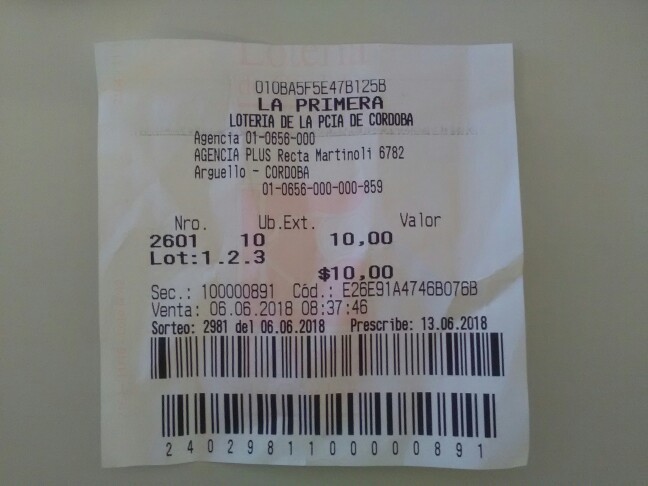 Lotería
010BA5F5E47B125B
LA PRIMERA
LOTERIA DE LA PCIA DE CORDOBA
Agencia 01-0656-000
AGENCIA PLUS Recta Martinoli 6782
Arguello - CORDOBA
01-0656-000-000-859
Nro. Ub.Ext. Valor
2601 10 10,00
Lot:1.2.3
$10,00
Sec.: 100000891 Cód.: E26E91A4746B076B
Venta: 06.06.2018 08:37:46
Sorteo: 2981 del 06.06.2018 Prescribe: 13.06.2018
2402981100000891